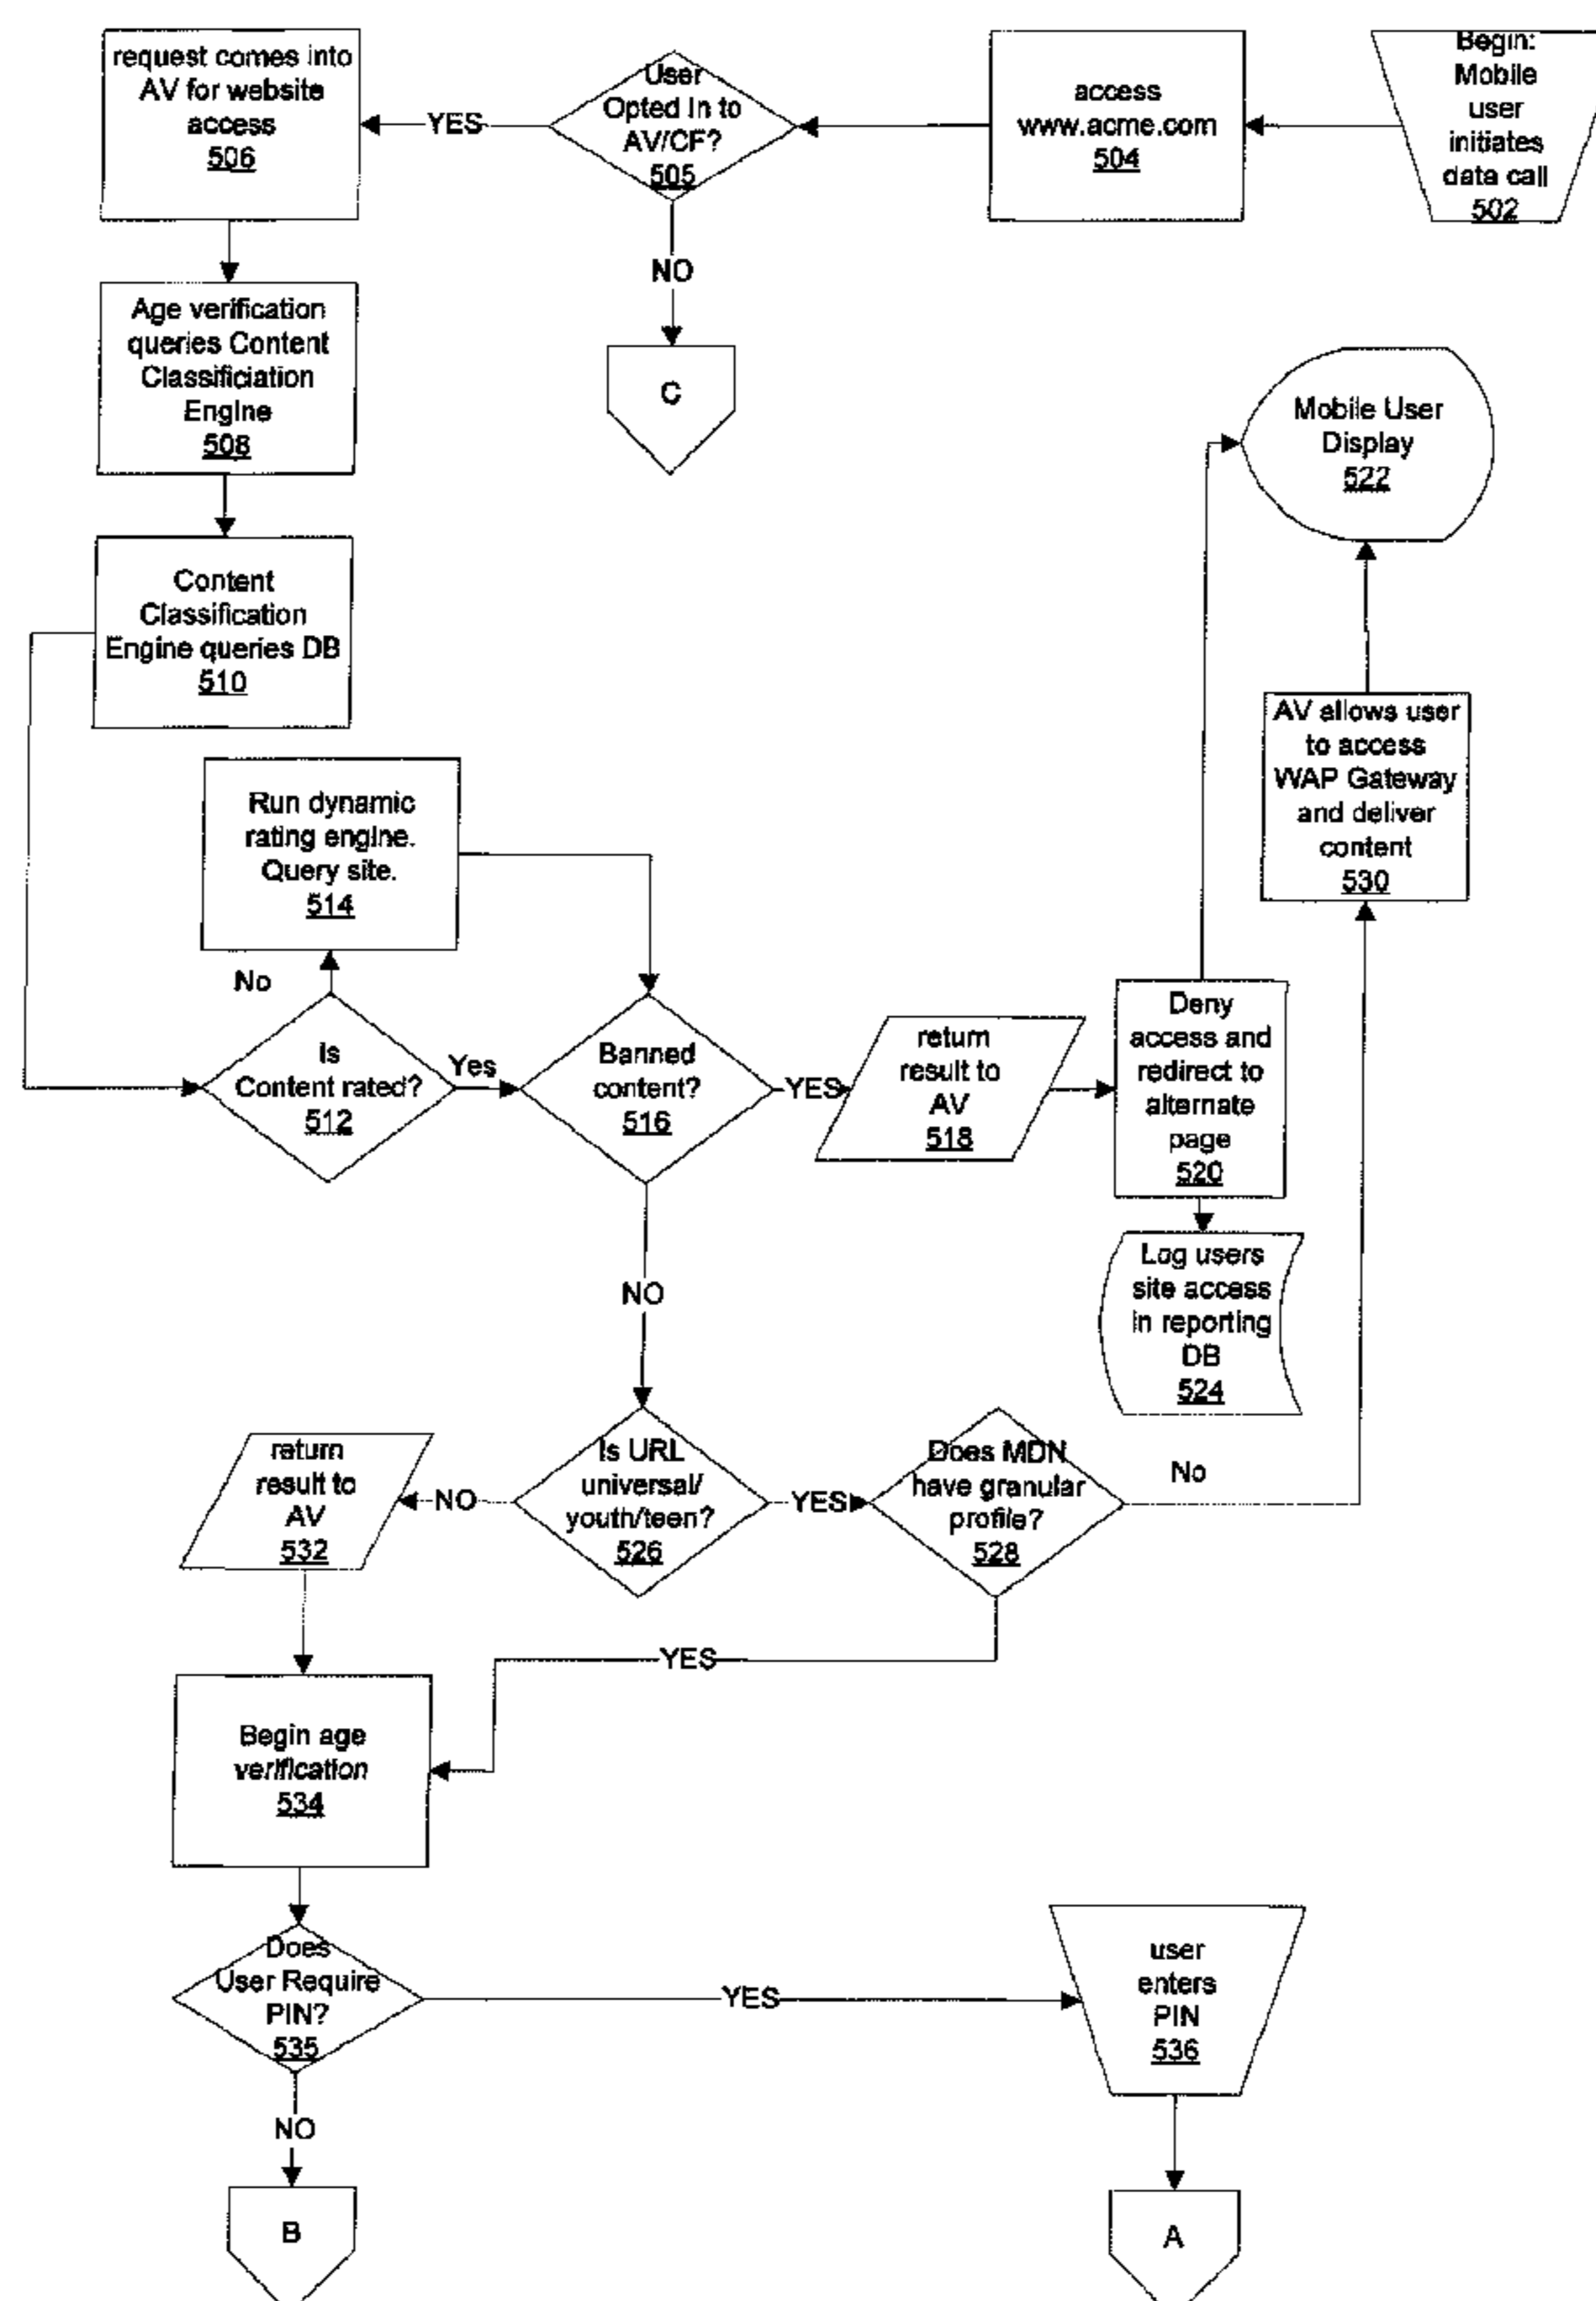 Begin:
Mobile
user
initiates
data call
502
access
www.acme.com
504
User
Opted In to
AV/CF?
505
YES
NO
C
request comes into
AV for website
access
506
Age verification
queries Content
Classificiation
Engine
508
Content
Classification
Engine queries DB
510
Mobile User
Display
522
AV allows user
to access
WAP Gateway
and deliver
content
530
Run dynamic
rating engine.
Query site.
514
No
Is
Content rated?
512
Yes
Banned
content?
516
YES
return
result to
AV
518
Deny
access and
redirect to
alternate
page
520
Log users
site access
in reporting
DB
524
NO
Is URL
universal/
youth/teen?
526
NO
return
result to
AV
532
YES
Does MDN
have granular
profile?
528
No
YES
Begin age
verification
534
Does
User Require
PIN?
535
YES
user
enters
PIN
536
NO
B
A